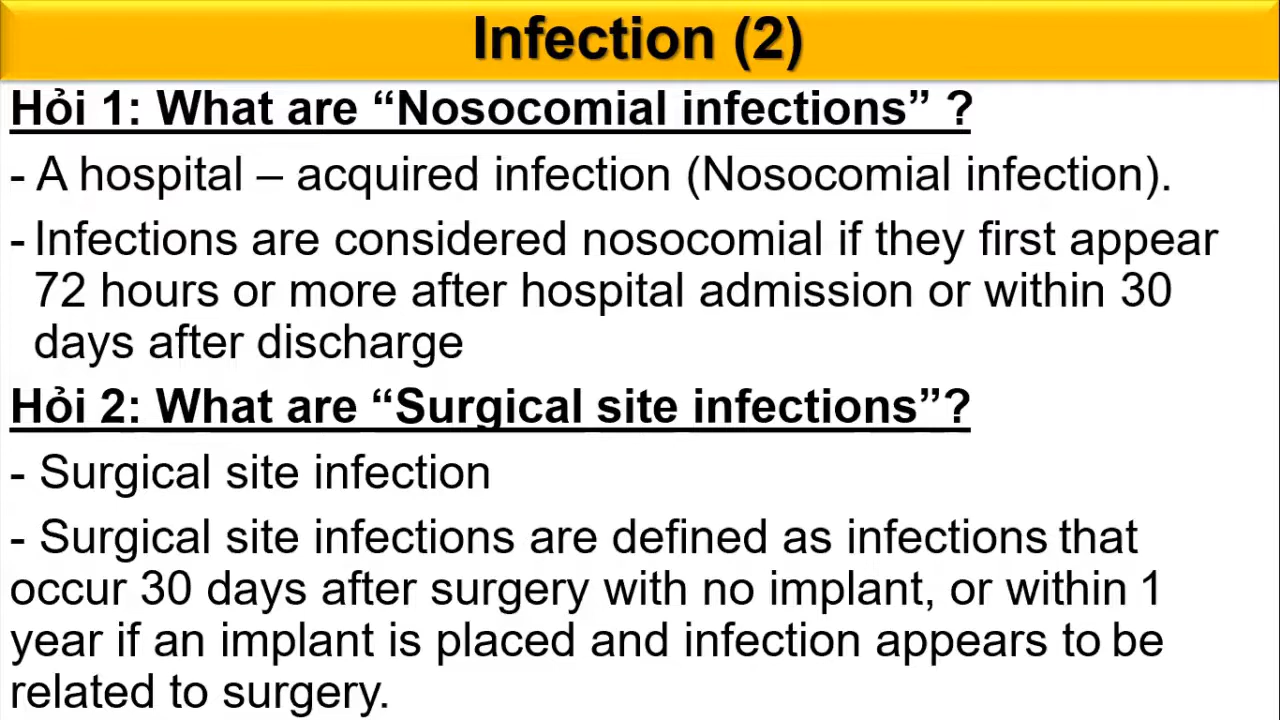 Infection (2)
Hỏi 1: What are “Nosocomial infections” ?
- A hospital – acquired infection (Nosocomial infection).
- Infections are considered nosocomial if they first appear
72 hours or more after hospital admission or within 30
days after discharge
Hỏi 2: What are “Surgical site infections”?
- Surgical site infection
- Surgical site infections are defined as infections that
occur 30 days after surgery with no implant, or within 1
year if an implant is placed and infection appears to be
related to surgery.